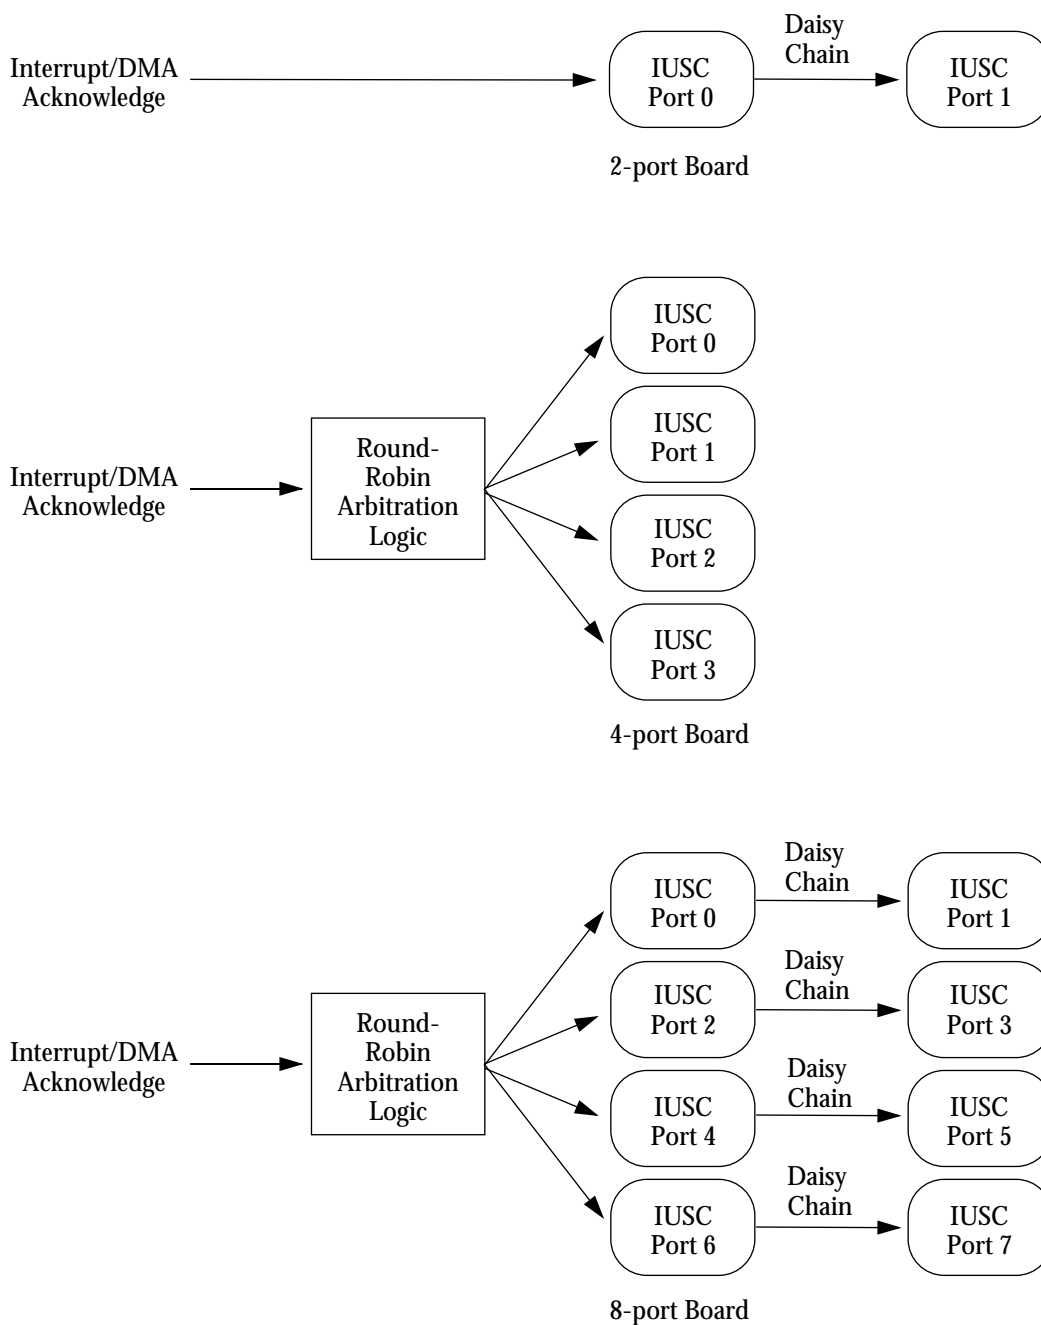 Interrupt/DMA
Acknowledge
IUSC
Port 0
Daisy
Chain
IUSC
Port 1
2-port Board
Interrupt/DMA
Acknowledge
Round-
Robin
Arbitration
Logic
IUSC
Port 0
IUSC
Port 1
IUSC
Port 2
IUSC
Port 3
4-port Board
Interrupt/DMA
Acknowledge
Round-
Robin
Arbitration
Logic
IUSC
Port 0
Daisy
Chain
IUSC
Port 1
IUSC
Port 2
Daisy
Chain
IUSC
Port 3
IUSC
Port 4
Daisy
Chain
IUSC
Port 5
IUSC
Port 6
Daisy
Chain
IUSC
Port 7
8-port Board